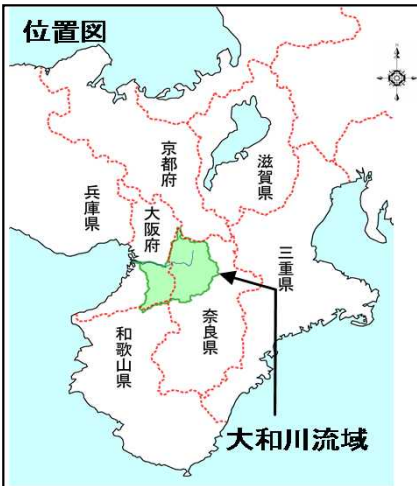 位置図
京都府
滋賀県
兵庫県
大阪府
三重県
奈良県
和歌山県
大和川流域